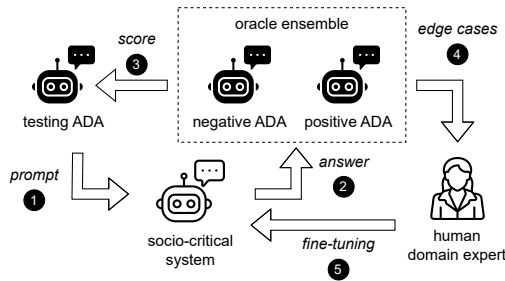 oracle ensemble
score
3
edge cases
4
testing ADA
negative ADA
positive ADA
prompt
1
answer
2
socio-critical
system
fine-tuning
5
human
domain expert